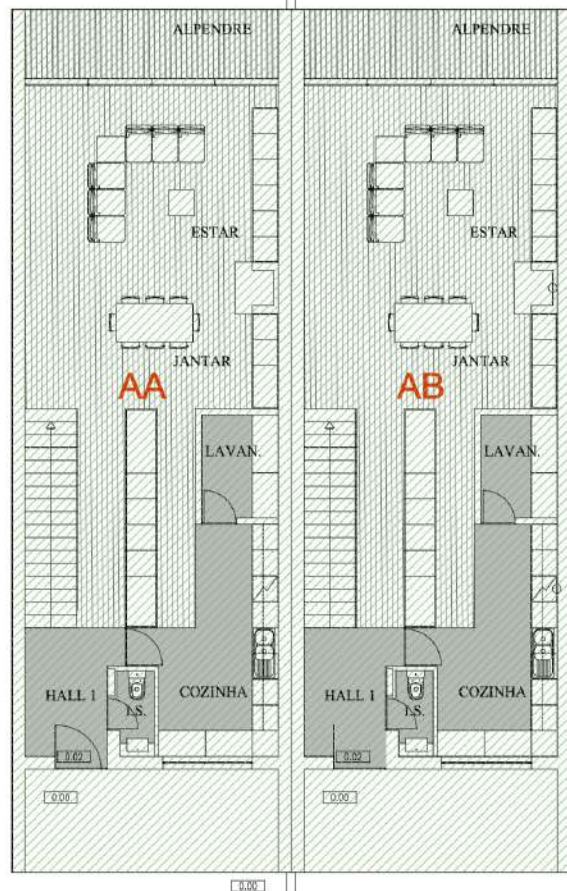 ALPENDRE ALPENDRE
ESTAR ESTAR
JANTAR JANTAR
AA AB
LAVAN. LAVAN.
HALL 1 COZINHA HALL 1 COZINHA
I.S. I.S.
0.02 0.02
0.00 0.00
0.00